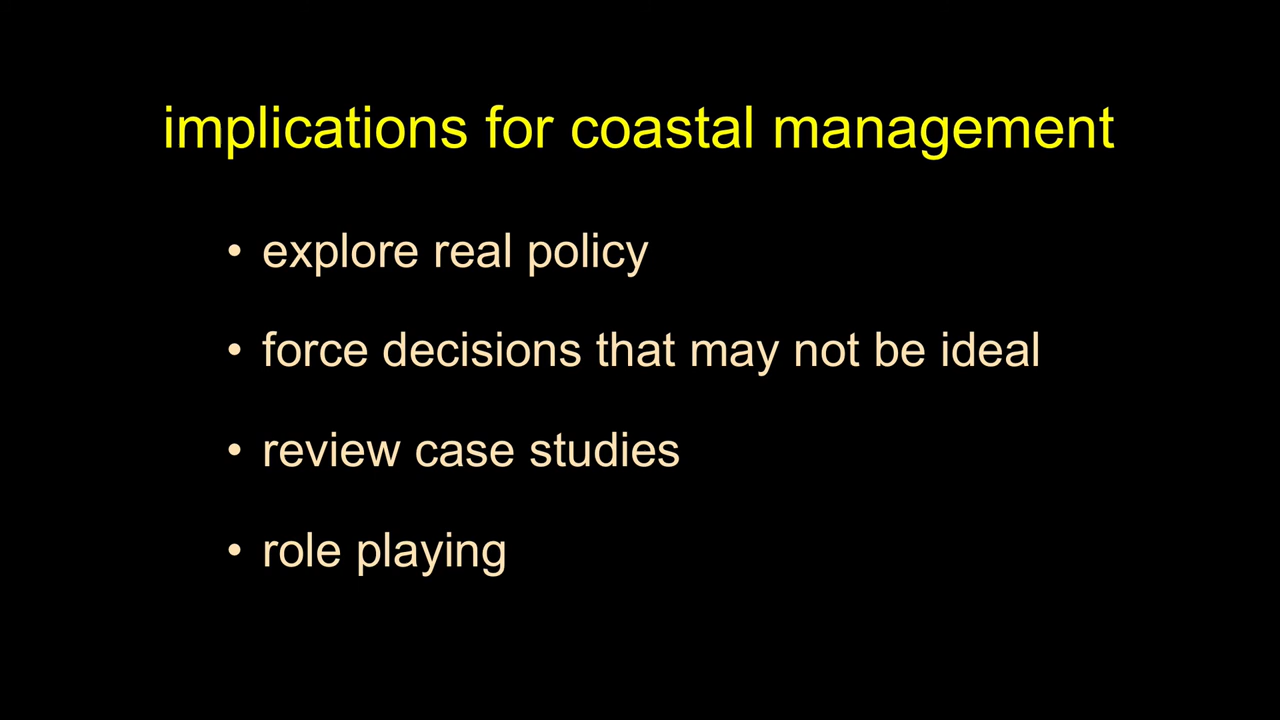 implications for coastal management
• explore real policy
• force decisions that may not be ideal
• review case studies
• role playing